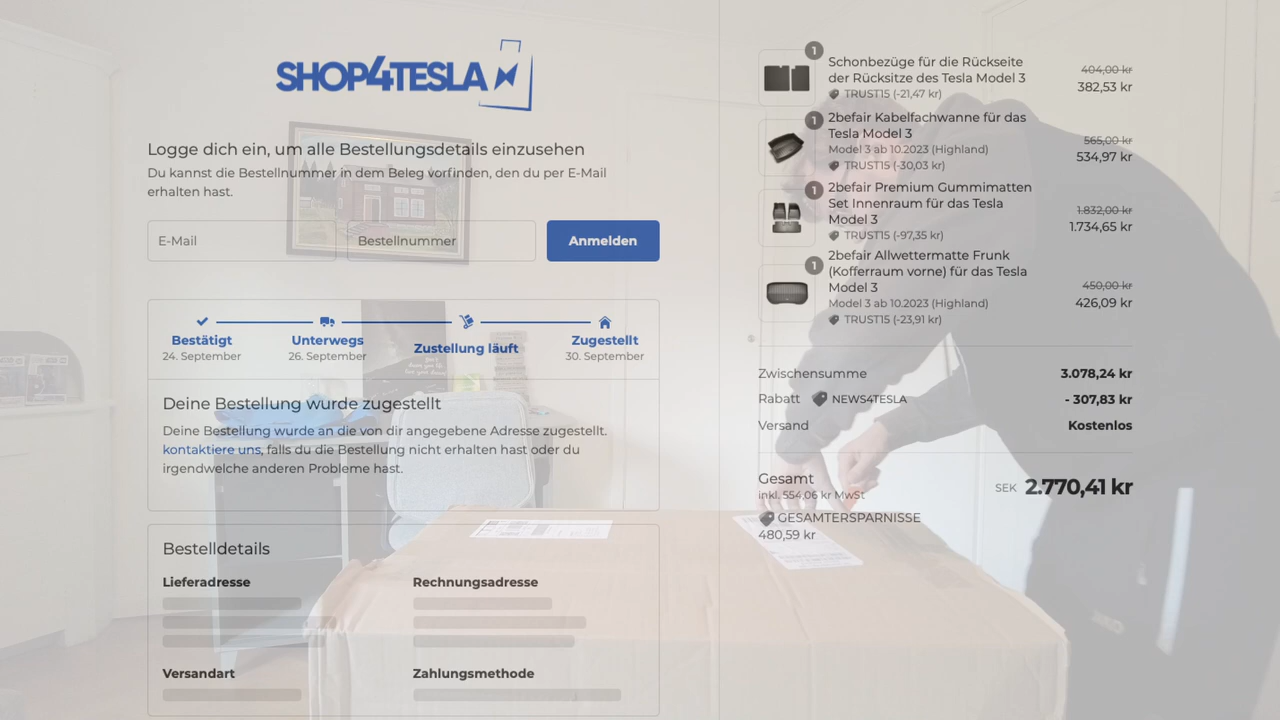 SHOP4TESLA
Logge dich ein, um alle Bestellungsdetails einzusehen
Du kannst die Bestellnummer in dem Beleg vorfinden, den du per E-Mail
erhalten hast.
E-Mail
Bestellnummer
Anmelden
Bestätigt
24. September
Unterwegs
26. September
Zustellung läuft
Zugestellt
30. September
Deine Bestellung wurde zugestellt
Deine Bestellung wurde an die von dir angegebene Adresse zugestellt.
kontaktiere uns, falls du die Bestellung nicht erhalten hast oder du
irgendwelche anderen Probleme hast.
Bestelldetails
Lieferadresse
Rechnungsadresse
Versandart
Zahlungsmethode
1
Schonbezüge für die Rückseite
der Rücksitze des Tesla Model 3
TRUST15 (-21,47 kr)
404,00 kr
382,53 kr
1
2befair Kabelfachwanne für das
Tesla Model 3
Model 3 ab 10.2023 (Highland)
TRUST15 (-30,03 kr)
565,00 kr
534,97 kr
1
2befair Premium Gummimatten
Set Innenraum für das Tesla
Model 3
TRUST15 (-97,35 kr)
1.832,00 kr
1.734,65 kr
1
2befair Allwettermatte Frunk
(Kofferraum vorne) für das Tesla
Model 3
Model 3 ab 10.2023 (Highland)
TRUST15 (-23,91 kr)
450,00 kr
426,09 kr
Zwischensumme 3.078,24 kr
Rabatt NEWS4TESLA - 307,83 kr
Versand Kostenlos
Gesamt
inkl. 554,06 kr MwSt
SEK 2.770,41 kr
GESAMTERSPARNISSE
480,59 kr